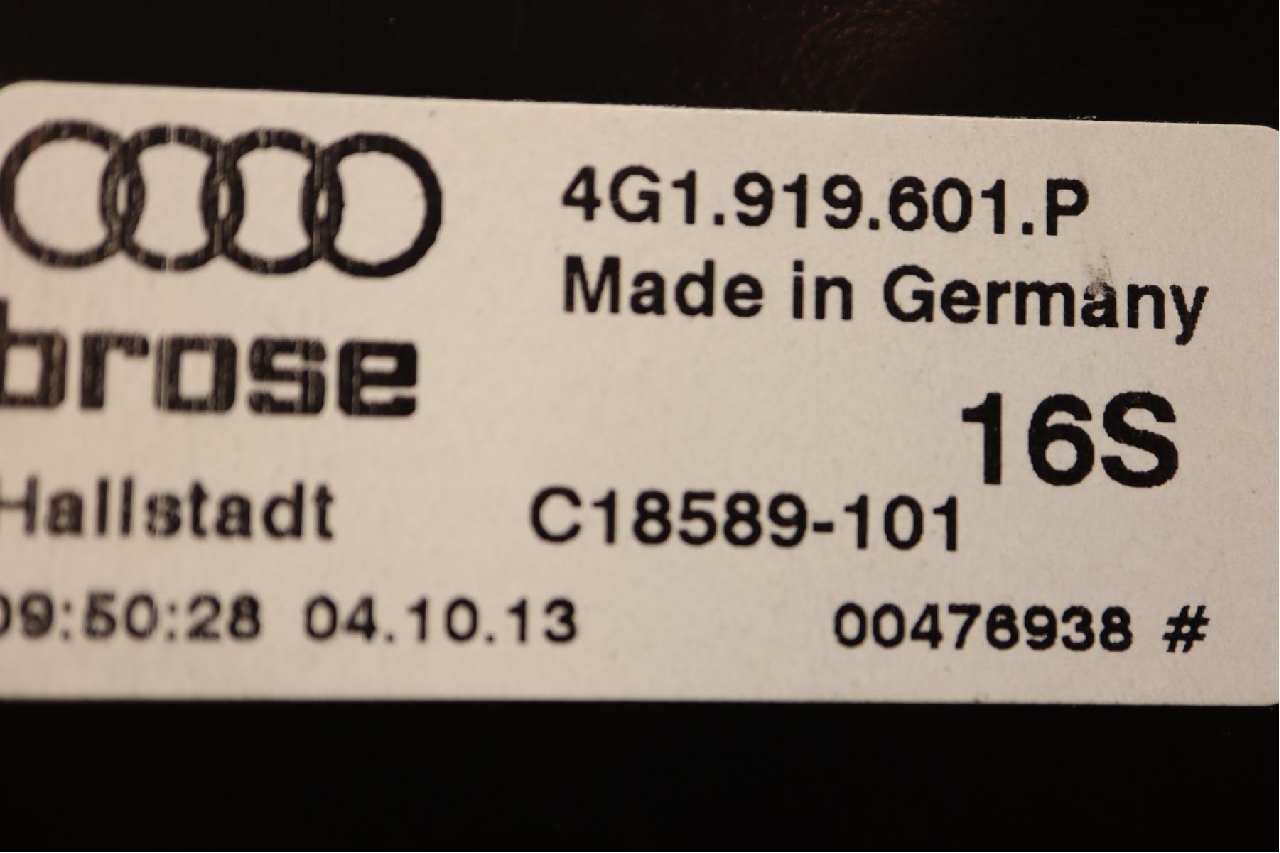 4G1.919.601.P
Made in Germany
brose
16S
Hallstadt C18589-101
09:50:28 04.10.13 00476938 #